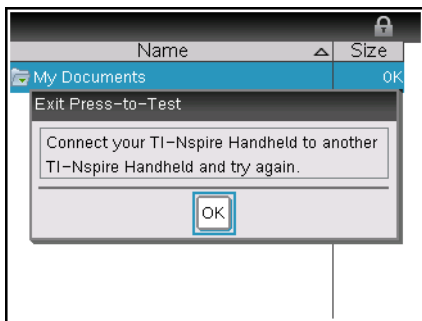 Name Size
My Documents 0K
Exit Press-to-Test
Connect your TI-Nspire Handheld to another
TI-Nspire Handheld and try again.
OK